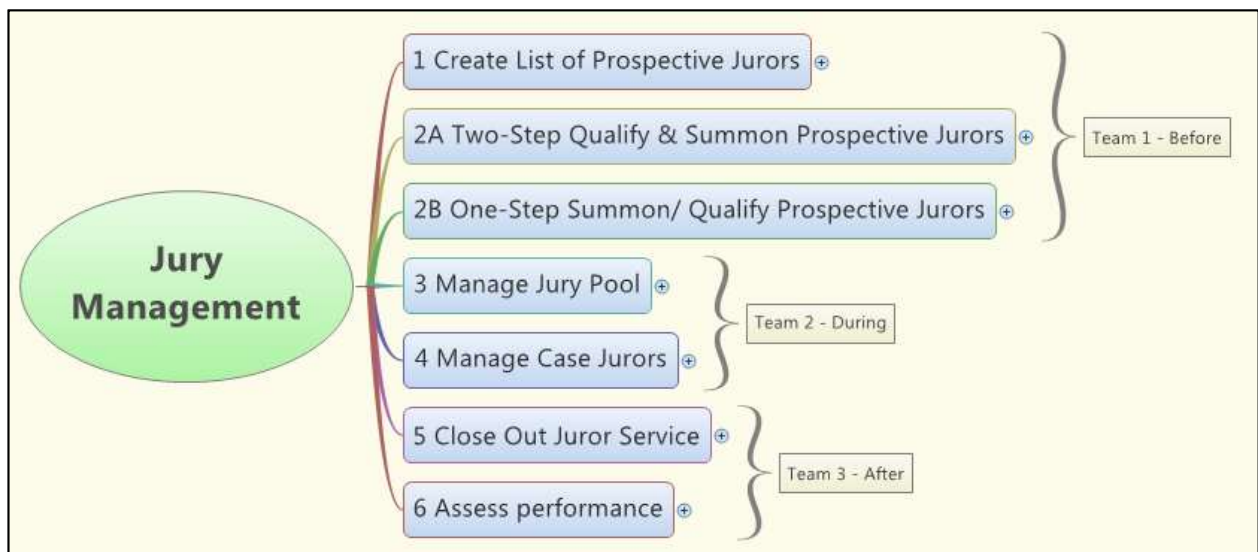 Jury
Management
1 Create List of Prospective Jurors
2A Two-Step Qualify & Summon Prospective Jurors
2B One-Step Summon/ Qualify Prospective Jurors
Team 1 - Before
3 Manage Jury Pool
4 Manage Case Jurors
Team 2 - During
5 Close Out Juror Service
6 Assess performance
Team 3 - After